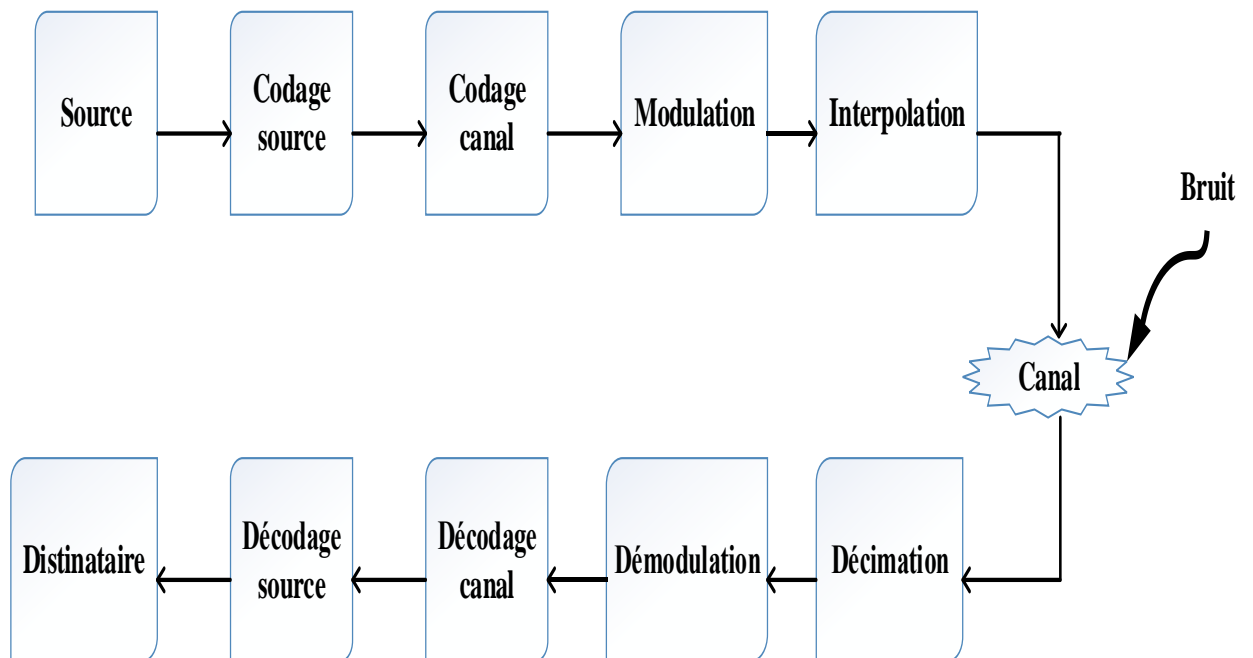 Source
Codage
source
Codage
canal
Modulation
Interpolation
Bruit
Canal
Distinataire
Décodage
source
Décodage
canal
Démodulation
Décimation